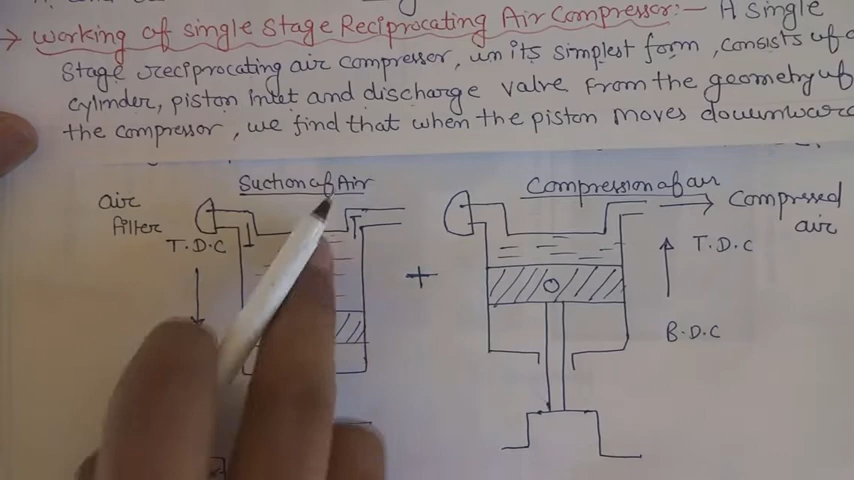 → working of single stage Reciprocating Air Compressor:- A single
stage reciprocating air compressor, in its simplest form, consists of a
cylinder, piston inlet and discharge valve from the geometry of
the compressor, we find that when the piston moves downward
Suction of Air
Compression of air
air
filter
Compressed
air
T.D.C
T.D.C
+
B.D.C